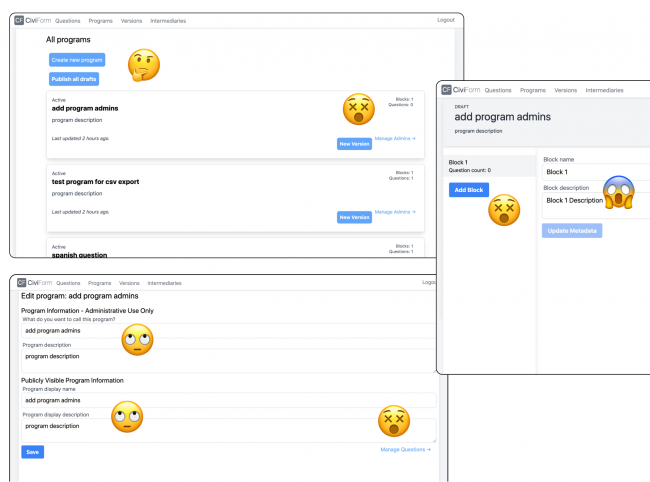 CF CiviForm Questions Programs Versions Intermediaries Logout
All programs
Create new program
Publish all drafts
Active
Blocks: 1
add program admins
Questions: 0
program description
Last updated 2 hours ago.
New Version
Manage Admins →
Active
Blocks: 1
test program for csv export
Questions: 1
program description
Last updated 2 hours ago.
New Version
Manage Admins →
Active
Blocks: 1
spanish question
Questions: 1
CF CiviForm Questions Programs Versions Intermediaries
DRAFT
add program admins
program description
Block 1
Question count: 0
Add Block
Block name
Block 1
Block description
Block 1 Description
Update Metadata
CF CiviForm Questions Programs Versions Intermediaries Logou
Edit program: add program admins
Program Information - Administrative Use Only
What do you want to call this program?
add program admins
Program description
program description
Publicly Visible Program Information
Program display name
add program admins
Program display description
program description
Save
Manage Questions →